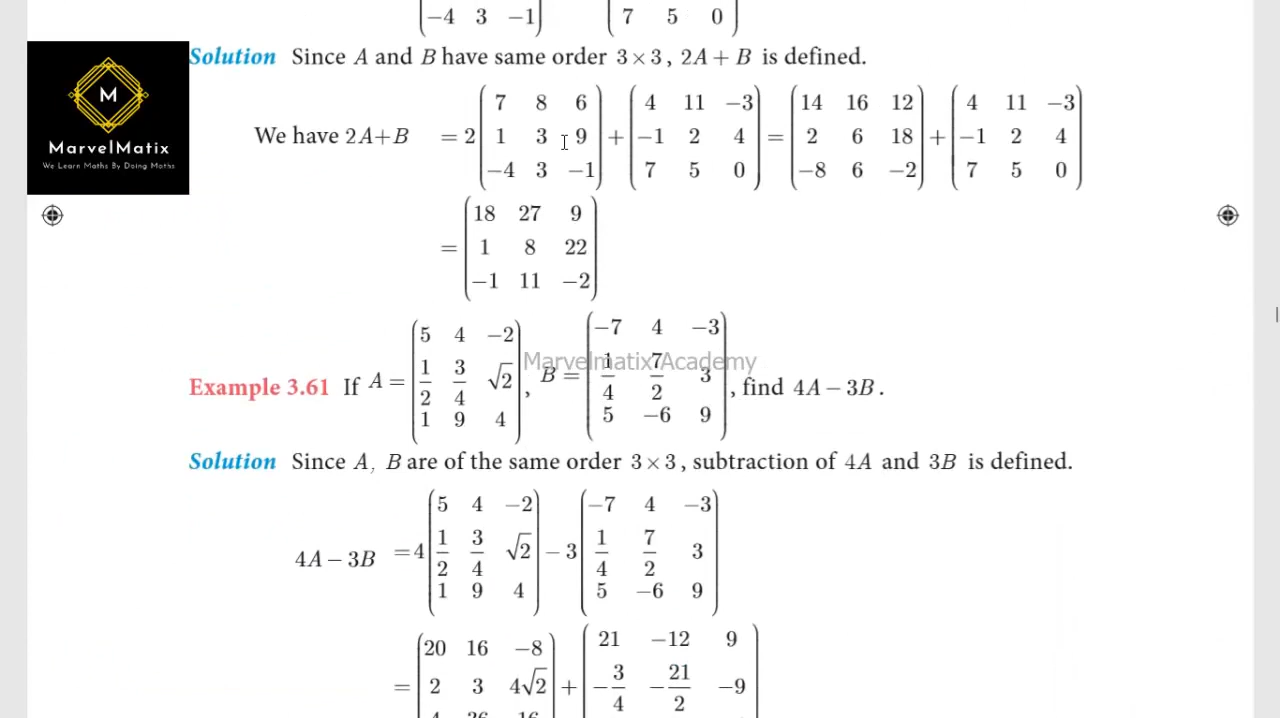 −4 3 −1 7 5 0
Solution Since A and B have same order 3 × 3, 2A + B is defined.
M
MarvelMatix
We Learn Maths By Doing Maths
7 8 6 4 11 −3 14 16 12 4 11 −3
We have 2A+B = 2 1 3 9 + −1 2 4 = 2 6 18 + −1 2 4
−4 3 −1 7 5 0 −8 6 −2 7 5 0
18 27 9
= 1 8 22
−1 11 −2
Example 3.61 If A = (5 4 −2; 1/2 3/4 √2; 1 9 4), B = (−7 4 −3; 1/4 7/2 3; 5 −6 9), find 4A − 3B.
Marvelmatix Academy
Solution Since A, B are of the same order 3 × 3, subtraction of 4A and 3B is defined.
4A − 3B = 4 (5 4 −2; 1/2 3/4 √2; 1 9 4) − 3 (−7 4 −3; 1/4 7/2 3; 5 −6 9)
20 16 −8 21 −12 9
= 2 3 4√2 + −3/4 −21/2 −9